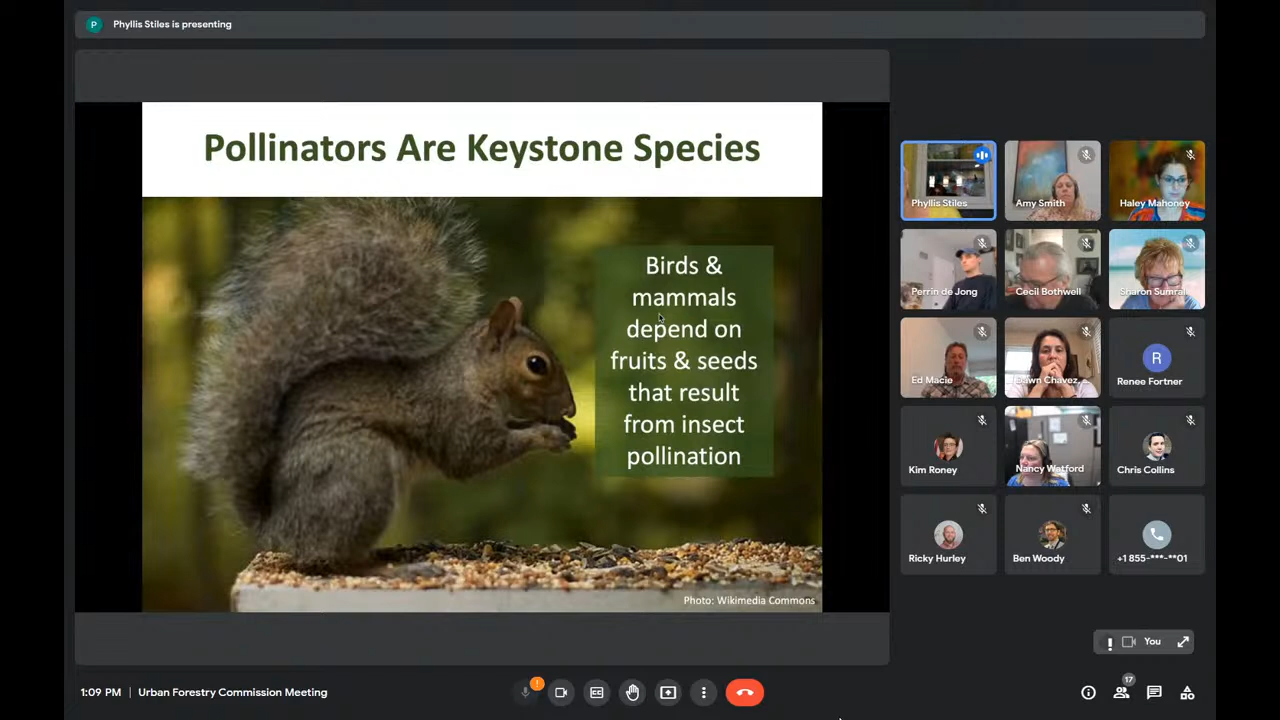 P
Phyllis Stiles is presenting
Pollinators Are Keystone Species
Birds &
mammals
depend on
fruits & seeds
that result
from insect
pollination
Photo: Wikimedia Commons
Phyllis Stiles
Amy Smith
Haley Mahoney
Perrin de Jong
Cecil Bothwell
Sharon Sumral
Ed Macie
Dawn Chavez, ...
R
Renee Fortner
Kim Roney
Nancy Watford
Chris Collins
Ricky Hurley
Ben Woody
+1 855-***-**01
You
1:09 PM | Urban Forestry Commission Meeting
17